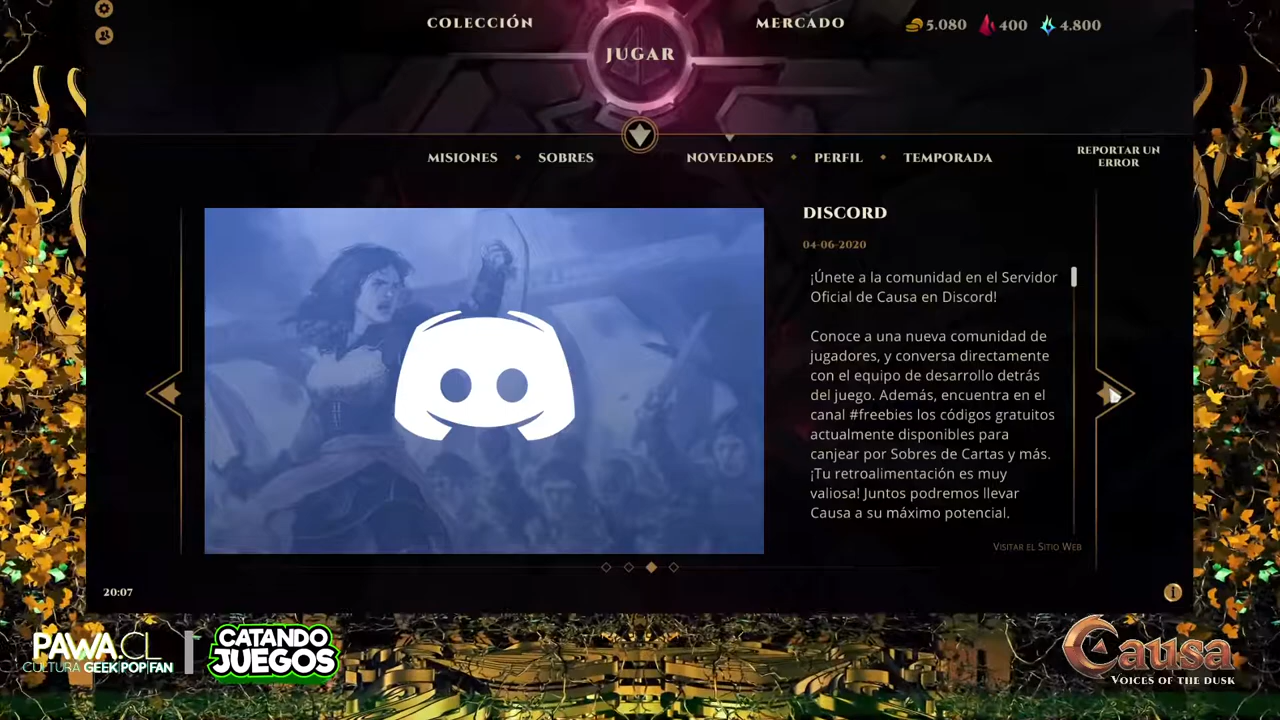 COLECCIÓN
JUGAR
MERCADO
5.080
400
4.800
MISIONES
SOBRES
NOVEDADES
PERFIL
TEMPORADA
REPORTAR UN
ERROR
DISCORD
04-06-2020
¡Únete a la comunidad en el Servidor
Oficial de Causa en Discord!
Conoce a una nueva comunidad de
jugadores, y conversa directamente
con el equipo de desarrollo detrás
del juego. Además, encuentra en el
canal #freebies los códigos gratuitos
actualmente disponibles para
canjear por Sobres de Cartas y más.
¡Tu retroalimentación es muy
valiosa! Juntos podremos llevar
Causa a su máximo potencial.
Visitar el Sitio Web
20:07
PAWA.CL
CULTURA GEEK|POP|FAN
CATANDO
JUEGOS
Causa
Voices of the Dusk